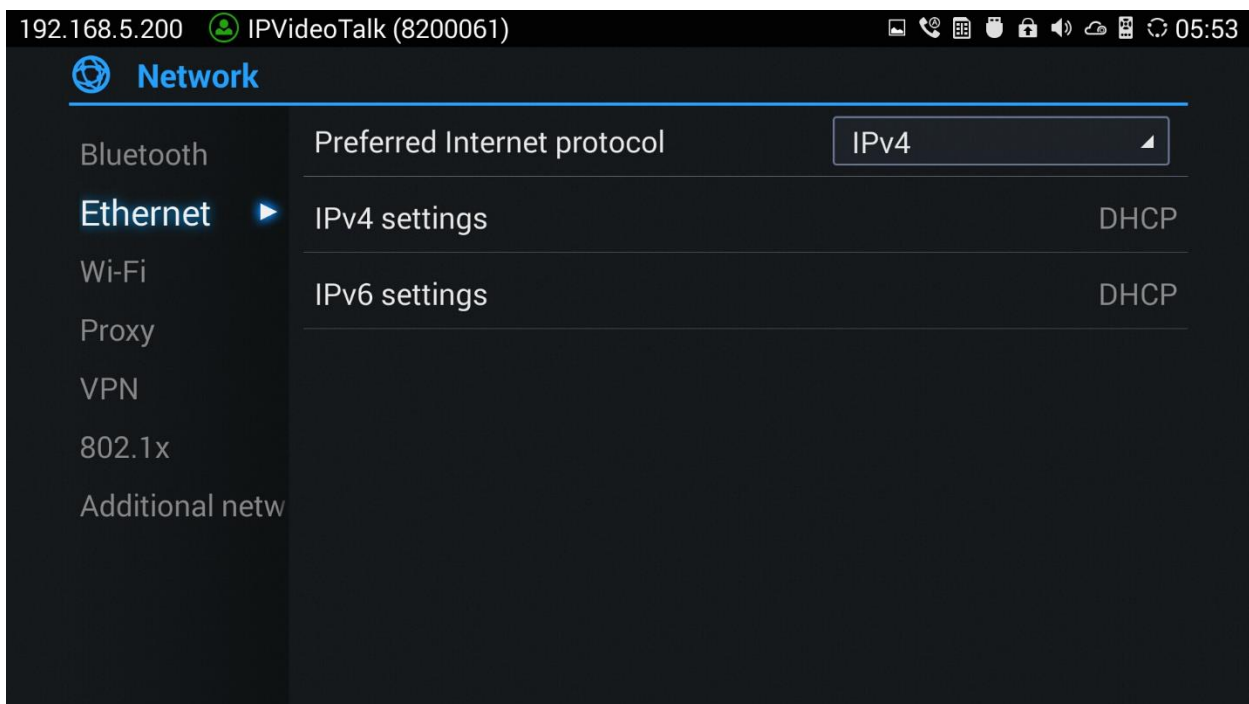 192.168.5.200 IPVideoTalk (8200061) 05:53
Network
Bluetooth
Ethernet
Wi-Fi
Proxy
VPN
802.1x
Additional netw
Preferred Internet protocol IPv4
IPv4 settings DHCP
IPv6 settings DHCP